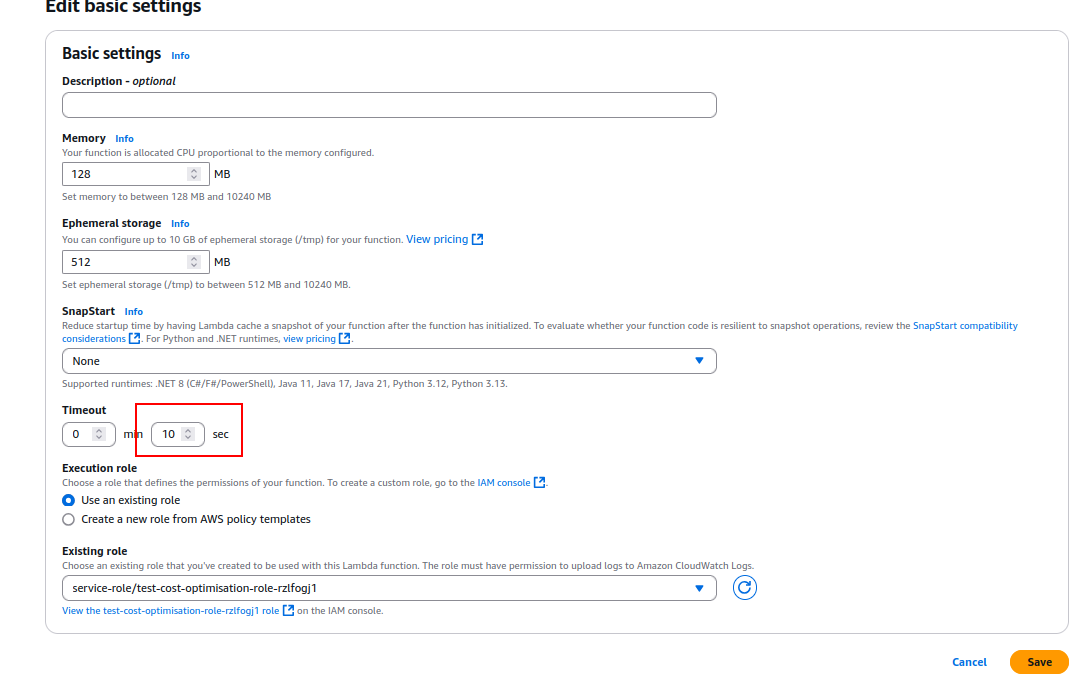 Edit basic settings
Basic settings Info
Description - optional
Memory Info
Your function is allocated CPU proportional to the memory configured.
128 MB
Set memory to between 128 MB and 10240 MB
Ephemeral storage Info
You can configure up to 10 GB of ephemeral storage (/tmp) for your function. View pricing
512 MB
Set ephemeral storage (/tmp) to between 512 MB and 10240 MB.
SnapStart Info
Reduce startup time by having Lambda cache a snapshot of your function after the function has initialized. To evaluate whether your function code is resilient to snapshot operations, review the SnapStart compatibility
considerations. For Python and .NET runtimes, view pricing.
None
Supported runtimes: .NET 8 (C#/F#/PowerShell), Java 11, Java 17, Java 21, Python 3.12, Python 3.13.
Timeout
0 min 10 sec
Execution role
Choose a role that defines the permissions of your function. To create a custom role, go to the IAM console.
Use an existing role
Create a new role from AWS policy templates
Existing role
Choose an existing role that you've created to be used with this Lambda function. The role must have permission to upload logs to Amazon CloudWatch Logs.
service-role/test-cost-optimisation-role-rzlfogj1
View the test-cost-optimisation-role-rzlfogj1 role on the IAM console.
Cancel Save